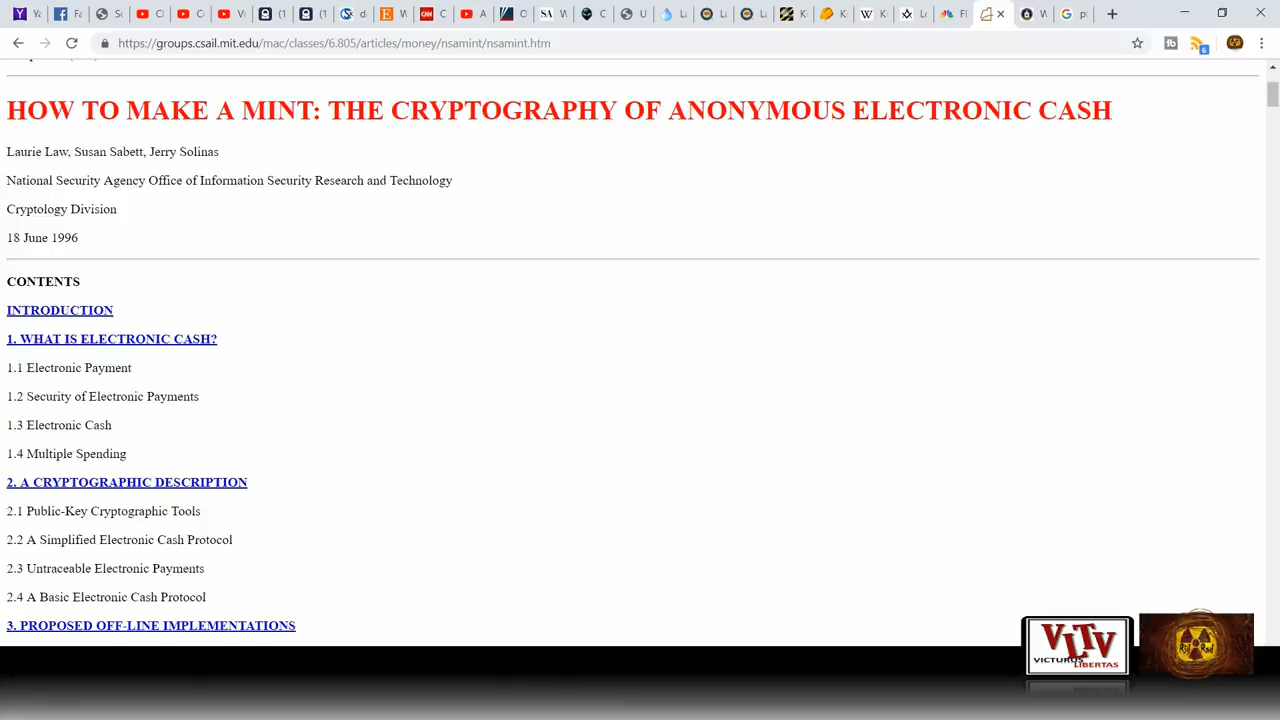 https://groups.csail.mit.edu/mac/classes/6.805/articles/money/nsamint/nsamint.htm
HOW TO MAKE A MINT: THE CRYPTOGRAPHY OF ANONYMOUS ELECTRONIC CASH
Laurie Law, Susan Sabett, Jerry Solinas
National Security Agency Office of Information Security Research and Technology
Cryptology Division
18 June 1996
CONTENTS
INTRODUCTION
1. WHAT IS ELECTRONIC CASH?
1.1 Electronic Payment
1.2 Security of Electronic Payments
1.3 Electronic Cash
1.4 Multiple Spending
2. A CRYPTOGRAPHIC DESCRIPTION
2.1 Public-Key Cryptographic Tools
2.2 A Simplified Electronic Cash Protocol
2.3 Untraceable Electronic Payments
2.4 A Basic Electronic Cash Protocol
3. PROPOSED OFF-LINE IMPLEMENTATIONS
VLTV
VICTURUS
LIBERTAS